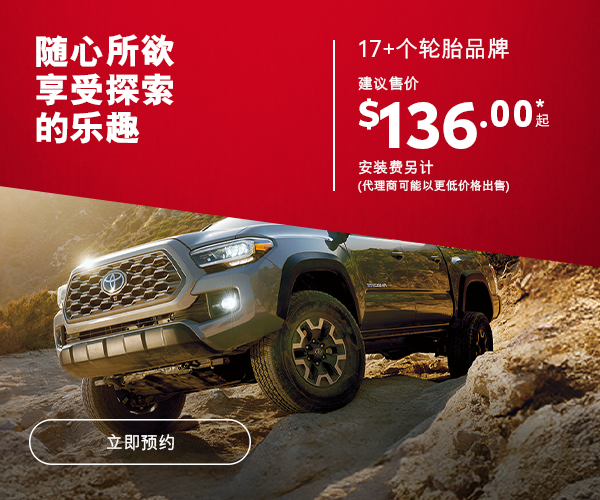 随心所欲
享受探索
的乐趣
17+个轮胎品牌
建议售价
$136.00*起
安装费另计
(代理商可能以更低价格出售)
立即预约